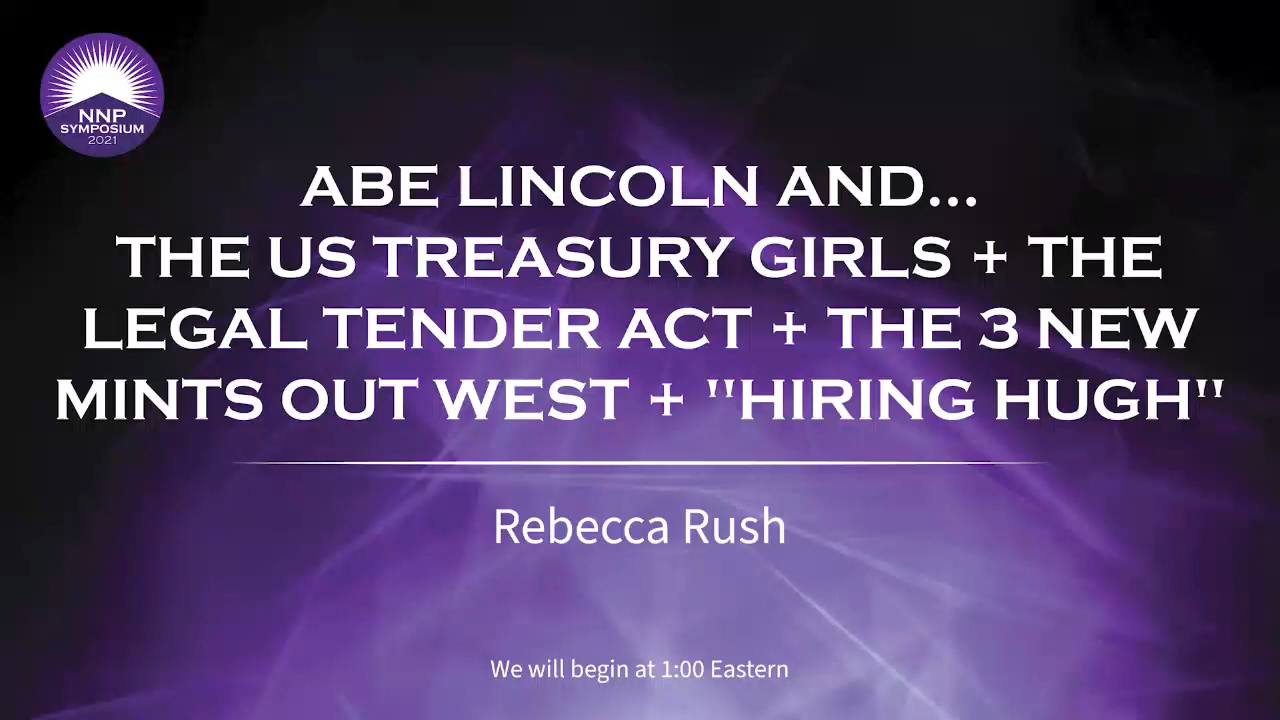 NNP
SYMPOSIUM
2021
ABE LINCOLN AND...
THE US TREASURY GIRLS + THE
LEGAL TENDER ACT + THE 3 NEW
MINTS OUT WEST + "HIRING HUGH"
Rebecca Rush
We will begin at 1:00 Eastern